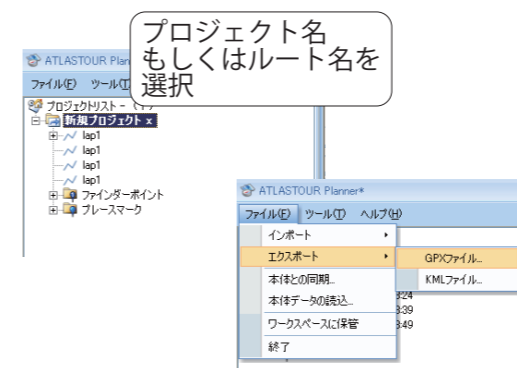 プロジェクト名
もしくはルート名を
選択
ATLASTOUR Plan
ファイル(F) ツール(T)
プロジェクトリスト -
新規プロジェクト x
lap1
lap1
lap1
lap1
ファインダーポイント
プレースマーク
ATLASTOUR Planner*
ファイル(F) ツール(T) ヘルプ(H)
インポート
エクスポート
GPXファイル...
KMLファイル...
本体との同期...
本体データの読込...
ワークスペースに保管
終了
3:24
3:39
3:49